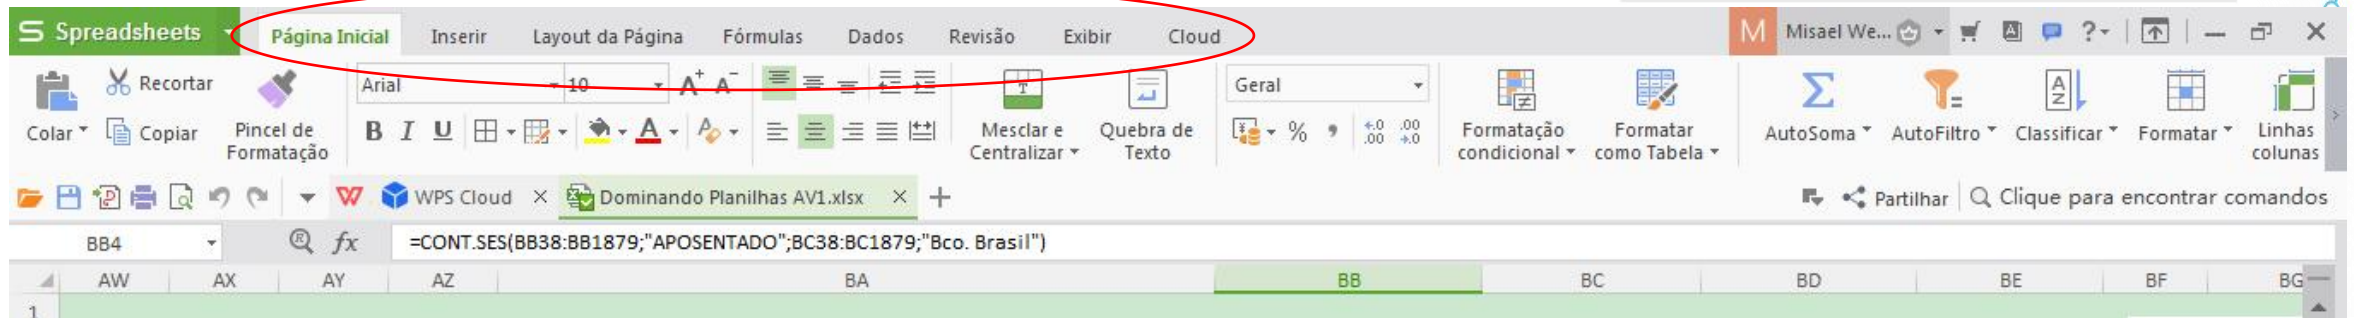 S Spreadsheets Página Inicial Inserir Layout da Página Fórmulas Dados Revisão Exibir Cloud M Misael We... ?
Recortar Arial 10 A+ A- Geral
Colar Copiar Pincel de Formatação B I U A Mesclar e Centralizar Quebra de Texto % Formatação condicional Formatar como Tabela AutoSoma AutoFiltro Classificar Formatar Linhas colunas
WPS Cloud Dominando Planilhas AV1.xlsx Partilhar Clique para encontrar comandos
BB4 fx =CONT.SES(BB38:BB1879;"APOSENTADO";BC38:BC1879;"Bco. Brasil")
AW AX AY AZ BA BB BC BD BE BF BG
1